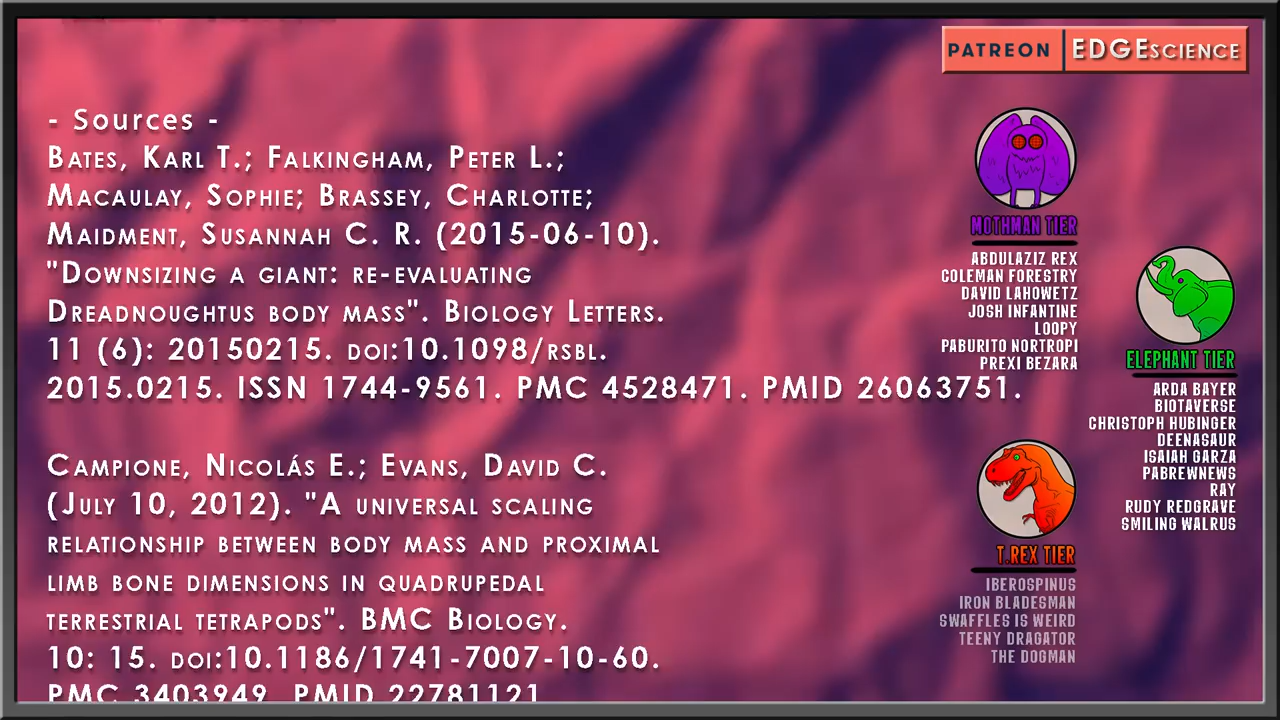 PATREON EDGESCIENCE
- Sources -
Bates, Karl T.; Falkingham, Peter L.;
Macaulay, Sophie; Brassey, Charlotte;
Maidment, Susannah C. R. (2015-06-10).
"Downsizing a giant: re-evaluating
Dreadnoughtus body mass". Biology Letters.
11 (6): 20150215. doi:10.1098/rsbl.
2015.0215. ISSN 1744-9561. PMC 4528471. PMID 26063751.
Campione, Nicolás E.; Evans, David C.
(July 10, 2012). "A universal scaling
relationship between body mass and proximal
limb bone dimensions in quadrupedal
terrestrial tetrapods". BMC Biology.
10: 15. doi:10.1186/1741-7007-10-60.
PMC 3403949. PMID 22781121
MOTHMAN TIER
ABDULAZIZ REX
COLEMAN FORESTRY
DAVID LAHOWETZ
JOSH INFANTINE
LOOPY
PABURITO NORTROPI
PREXI BEZARA
ELEPHANT TIER
ARDA BAYER
BIOTAVERSE
CHRISTOPH HUBINGER
DEENASAUR
ISAIAH GARZA
PABREWNEWS
RAY
RUDY REDGRAVE
SMILING WALRUS
T.REX TIER
IBEROSPINUS
IRON BLADESMAN
SWAFFLES IS WEIRD
TEENY DRAGATOR
THE DOGMAN